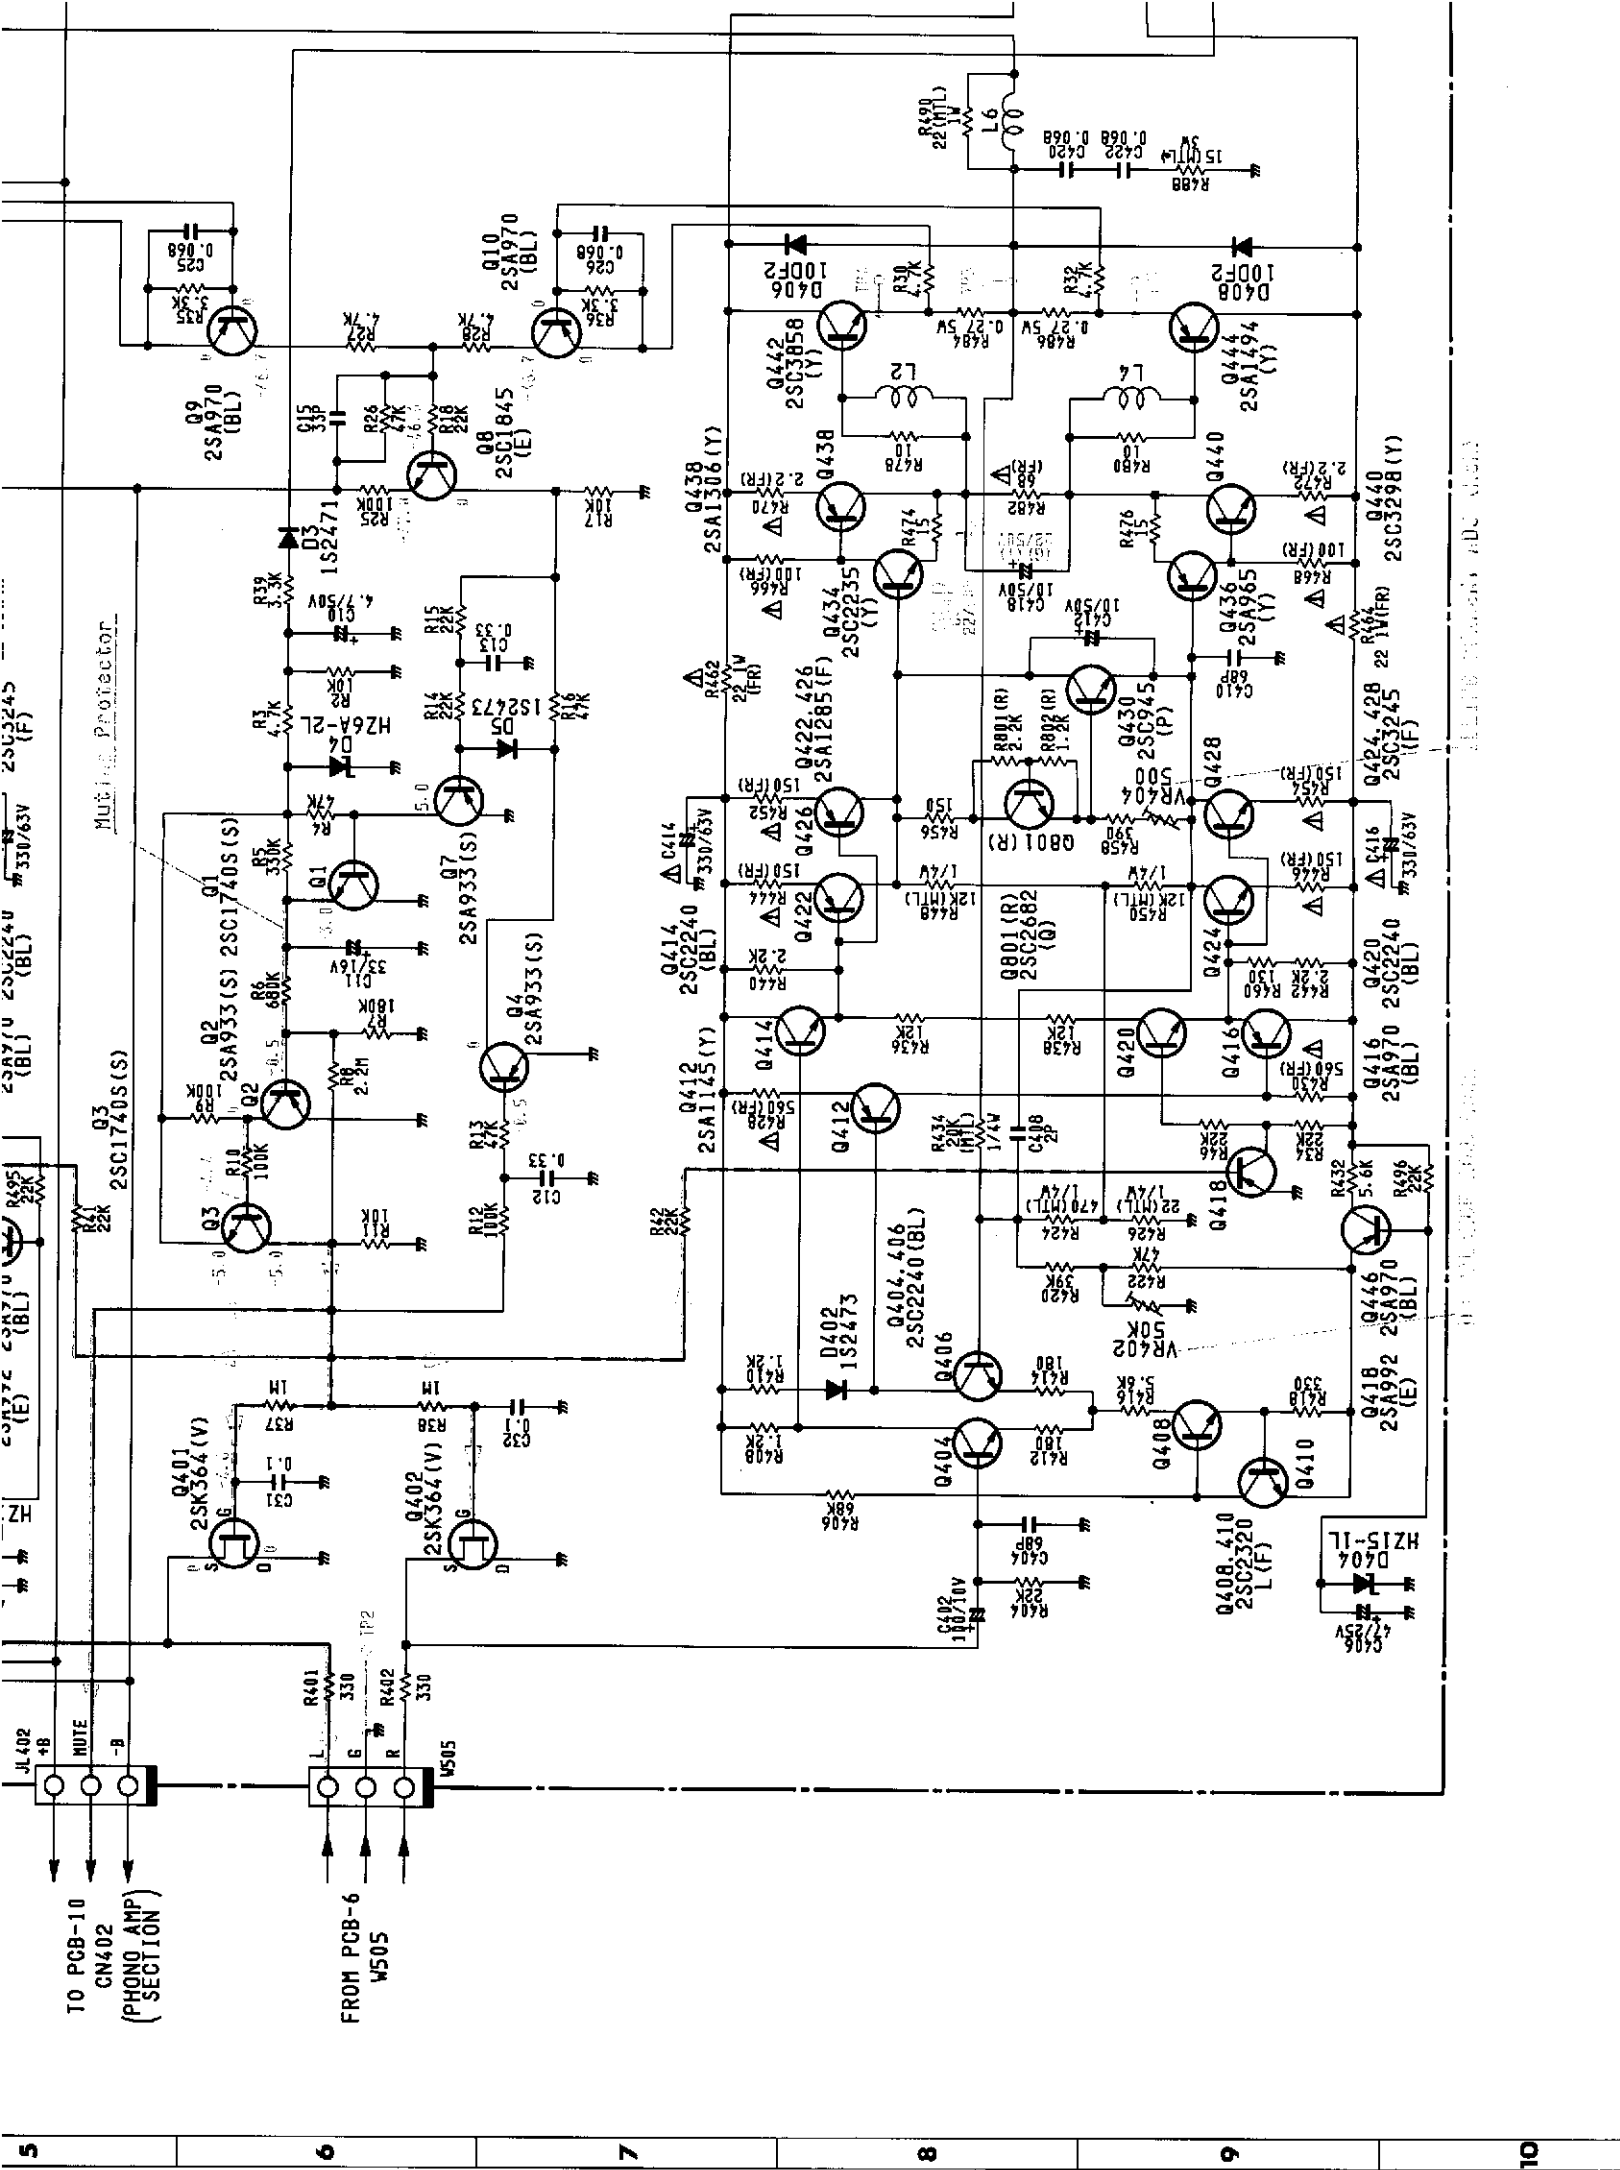 R490
22(MTL)
1W
L6
C420
0.068
C422
0.068
R488
15(MTL)
3W
C25
0.068
R35
3.3K
Q9
2SA970
(BL)
R27
4.7K
R28
4.7K
Q10
2SA970
(BL)
C26
0.068
R36
3.3K
D406
10DF2
R30
4.7K
R32
4.7K
D408
10DF2
Q442
2SC3858
(Y)
R484
0.27 5W
R486
0.27 5W
Q444
2SA1494
(Y)
C15
33P
R26
47K
R18
22K
Q8
2SC1845
(E)
L2
L4
R478
10
R480
10
Q438
2SA1306(Y)
Q438
R470
2.2(FR)
R482
68
(FR)
Q440
R472
2.2(FR)
Q440
2SC3298(Y)
D3
1S2471
R25
100K
R17
10K
R466
100(FR)
R474
15
R476
15
R468
100(FR)
Q434
2SC2235
(Y)
C418
10/50V
C412
10/50V
Q436
2SA965
(Y)
C410
68P
R464
22 1W(FR)
R462
22 1W
(FR)
R39
3.3K
C10
4.7/50V
R2
10K
R3
4.7K
D4
HZ6A-2L
R15
22K
C13
0.33
R14
22K
D5
1S2473
R16
47K
Muting Protector
Q422.426
2SA1285(F)
R801(R)
2.2K
R802(R)
1.2K
Q430
2SC945
(P)
Q424.428
2SC3245
(F)
2SC3245
(F)
330/63V
2SC2240
(BL)
2SA970
(BL)
R4
47K
R5
330K
Q1
2SC1740S(S)
Q1
5.0
Q7
2SA933(S)
C414
330/63V
R452
150(FR)
Q426
R456
150
Q801(R)
R458
390
VR404
500
Q428
R454
150(FR)
C416
330/63V
R444
150(FR)
Q422
R448
12K(MTL)
1/4W
R450
12K(MTL)
1/4W
Q424
R446
150(FR)
C11
33/16V
R6
680K
R7
180K
Q2
2SA933(S)
Q2
R8
2.2M
R9
100K
Q3
2SC1740S(S)
R10
100K
Q3
R11
10K
Q4
2SA933(S)
R13
47K
C12
0.33
R12
100K
Q414
2SC2240
(BL)
R440
2.2K
Q801(R)
2SC2682
(Q)
R460
130
R442
2.2K
Q420
2SC2240
(BL)
Q414
R436
12K
R438
12K
Q420
Q416
Q416
2SA970
(BL)
R430
560(FR)
Q412
2SA1145(Y)
R428
560(FR)
Q412
R434
20K
(MTL)
1/4W
C408
2P
R46
22K
R34
22K
Q418
R432
5.6K
R496
22K
R495
22K
R41
22K
R42
22K
R424
470(MTL)
1/4W
R426
22(MTL)
1/4W
R420
39K
R422
47K
VR402
50K
Q446
2SA970
(BL)
Q404.406
2SC2240(BL)
D402
1S2473
R410
1.2K
Q406
R414
180
R416
5.6K
R418
330
Q418
2SA992
(E)
R408
1.2K
Q404
R412
180
Q408
Q410
R406
68K
Q408.410
2SC2320
L(F)
R37
1M
R38
1M
C32
0.1
Q401
2SK364(V)
C31
0.1
Q402
2SK364(V)
G
S
D
G
S
D
C404
68P
R404
22K
C402
100/10V
D404
HZ15-1L
C406
47/25V
R401
330
TP2
R402
330
JL402
+B
MUTE
-B
L
G
R
W505
TO PCB-10
CN402
(PHONO AMP
SECTION)
FROM PCB-6
W505
5
6
7
8
9
10